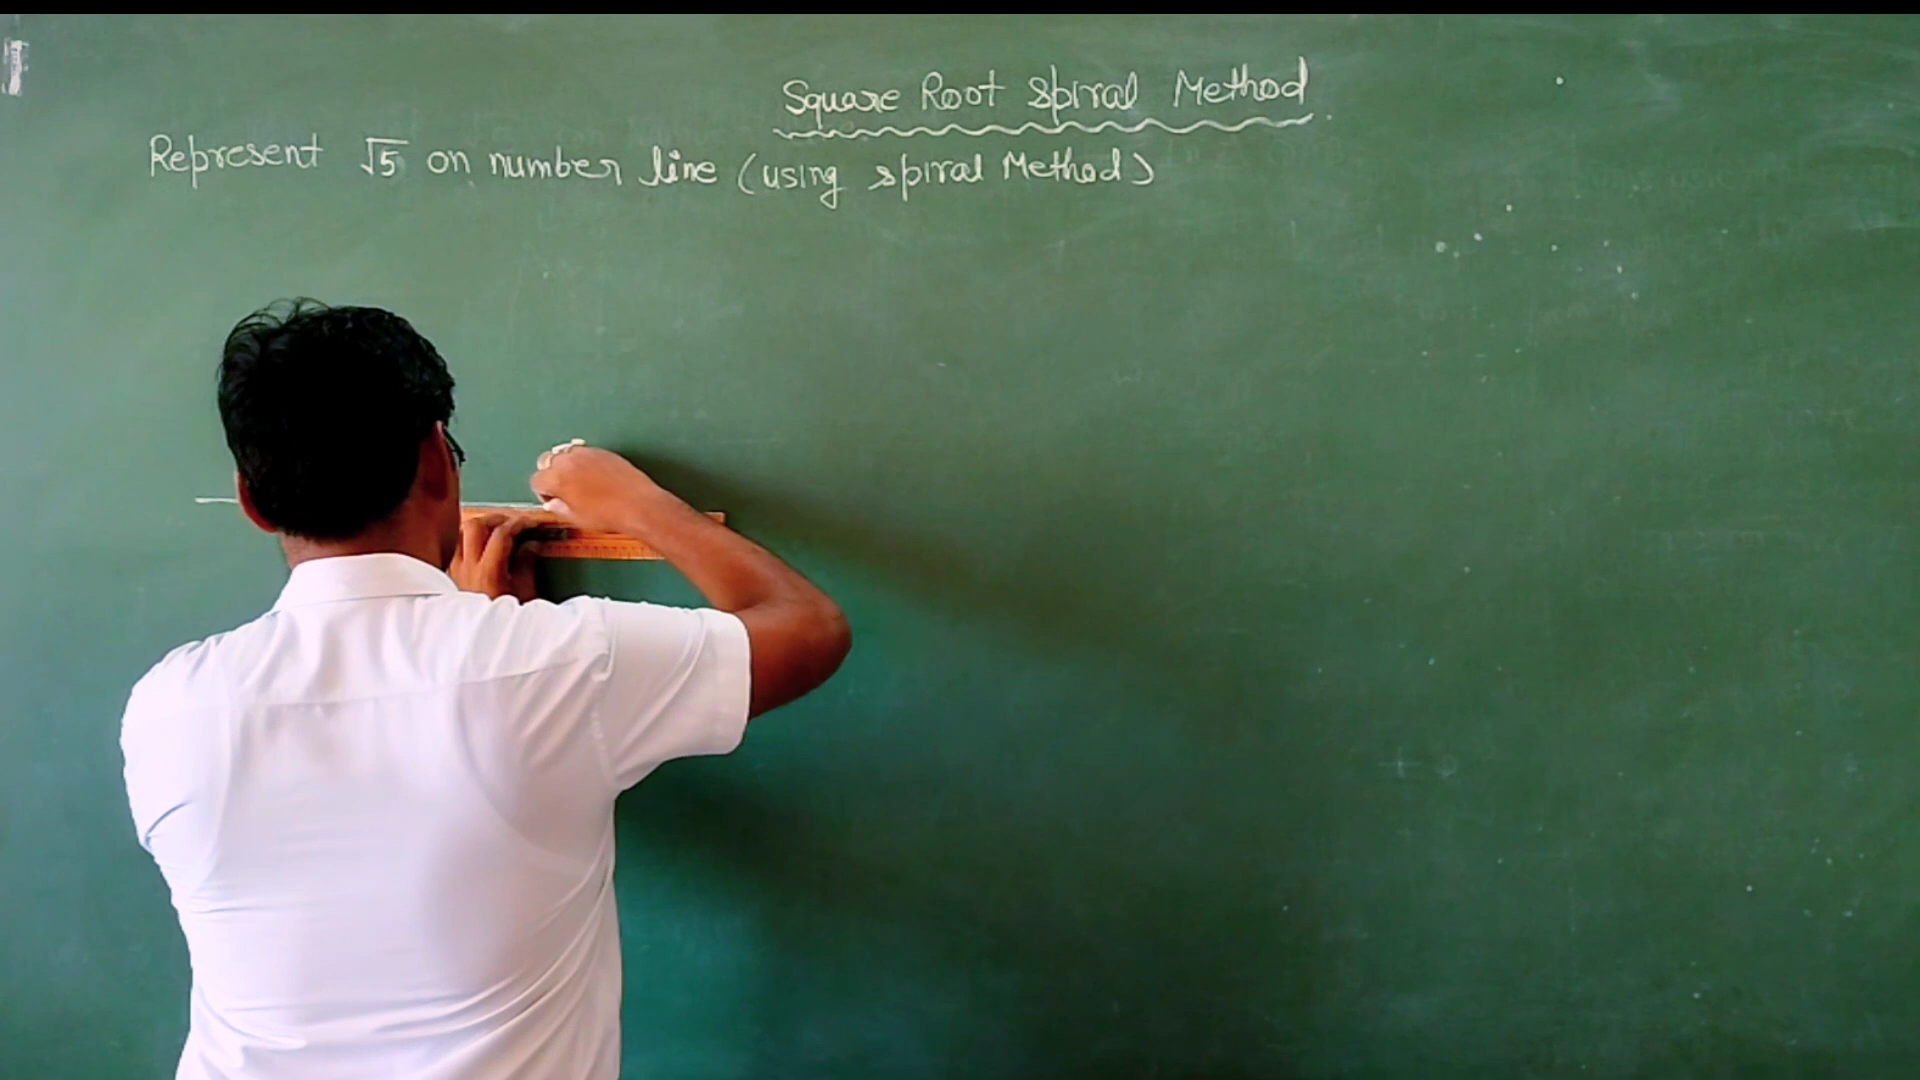 Square Root Spiral Method
Represent √5 on number line (using spiral Method)